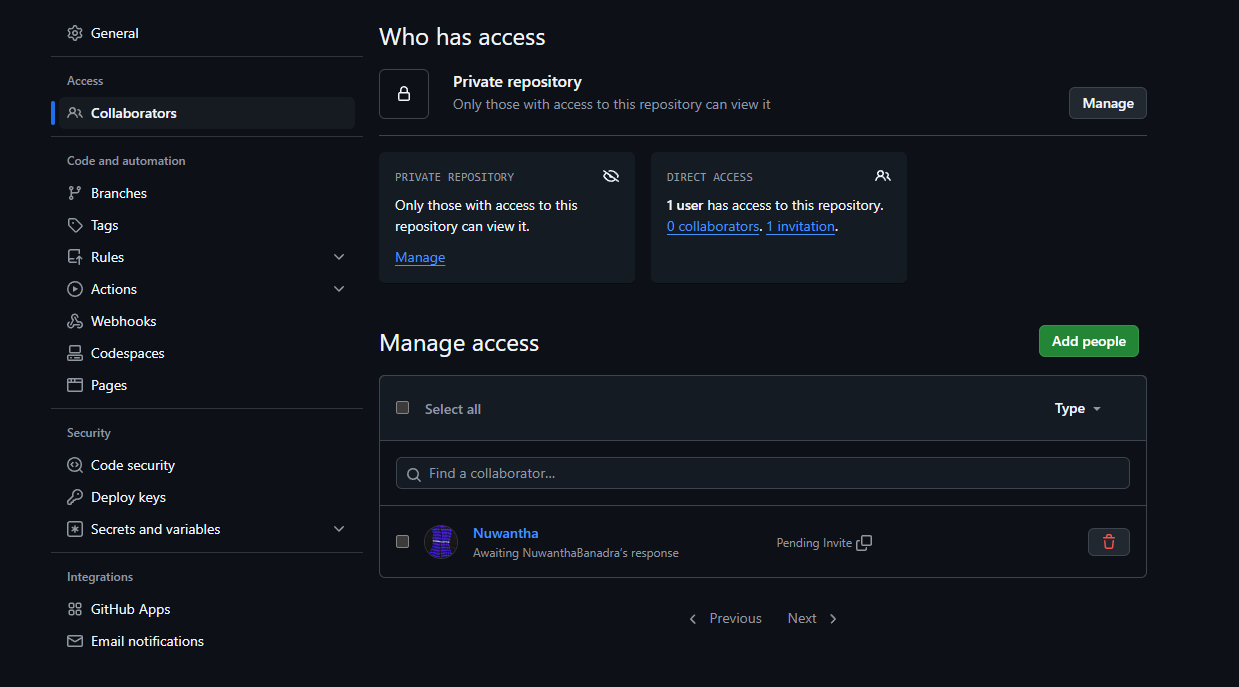 General
Access
Collaborators
Code and automation
Branches
Tags
Rules
Actions
Webhooks
Codespaces
Pages
Security
Code security
Deploy keys
Secrets and variables
Integrations
GitHub Apps
Email notifications
Who has access
Private repository
Only those with access to this repository can view it
Manage
PRIVATE REPOSITORY
Only those with access to this
repository can view it.
Manage
DIRECT ACCESS
1 user has access to this repository.
0 collaborators. 1 invitation.
Manage access
Add people
Select all
Type
Find a collaborator...
Nuwantha
Awaiting NuwanthaBanadra's response
Pending Invite
Previous
Next